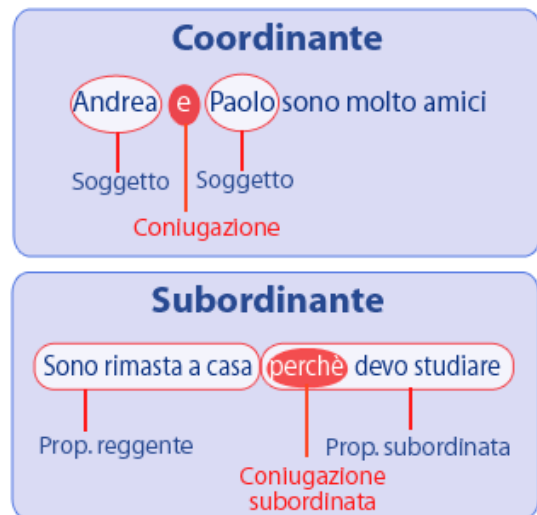 Coordinante
Andrea e Paolo sono molto amici
Soggetto Soggetto
Coniugazione
Subordinante
Sono rimasta a casa perchè devo studiare
Prop. reggente Prop. subordinata
Coniugazione
subordinata